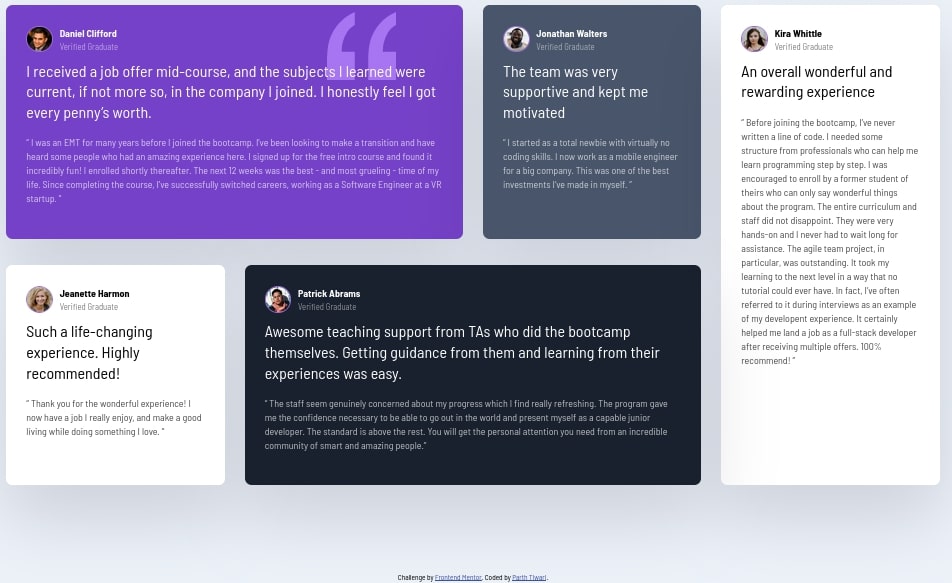 Daniel Clifford
Verified Graduate
I received a job offer mid-course, and the subjects I learned were
current, if not more so, in the company I joined. I honestly feel I got
every penny’s worth.
“ I was an EMT for many years before I joined the bootcamp. I’ve been looking to make a transition and have
heard some people who had an amazing experience here. I signed up for the free intro course and found it
incredibly fun! I enrolled shortly thereafter. The next 12 weeks was the best - and most grueling - time of my
life. Since completing the course, I’ve successfully switched careers, working as a Software Engineer at a VR
startup. ”
Jonathan Walters
Verified Graduate
The team was very
supportive and kept me
motivated
“ I started as a total newbie with virtually no
coding skills. I now work as a mobile engineer
for a big company. This was one of the best
investments I’ve made in myself. ”
Kira Whittle
Verified Graduate
An overall wonderful and
rewarding experience
“ Before joining the bootcamp, I’ve never
written a line of code. I needed some
structure from professionals who can help me
learn programming step by step. I was
encouraged to enroll by a former student of
theirs who can only say wonderful things
about the program. The entire curriculum and
staff did not disappoint. They were very
hands-on and I never had to wait long for
assistance. The agile team project, in
particular, was outstanding. It took my
learning to the next level in a way that no
tutorial could ever have. In fact, I’ve often
referred to it during interviews as an example
of my developent experience. It certainly
helped me land a job as a full-stack developer
after receiving multiple offers. 100%
recommend! ”
Jeanette Harmon
Verified Graduate
Such a life-changing
experience. Highly
recommended!
“ Thank you for the wonderful experience! I
now have a job I really enjoy, and make a good
living while doing something I love. ”
Patrick Abrams
Verified Graduate
Awesome teaching support from TAs who did the bootcamp
themselves. Getting guidance from them and learning from their
experiences was easy.
“ The staff seem genuinely concerned about my progress which I find really refreshing. The program gave
me the confidence necessary to be able to go out in the world and present myself as a capable junior
developer. The standard is above the rest. You will get the personal attention you need from an incredible
community of smart and amazing people.”
Challenge by Frontend Mentor. Coded by Parth Tiwari.